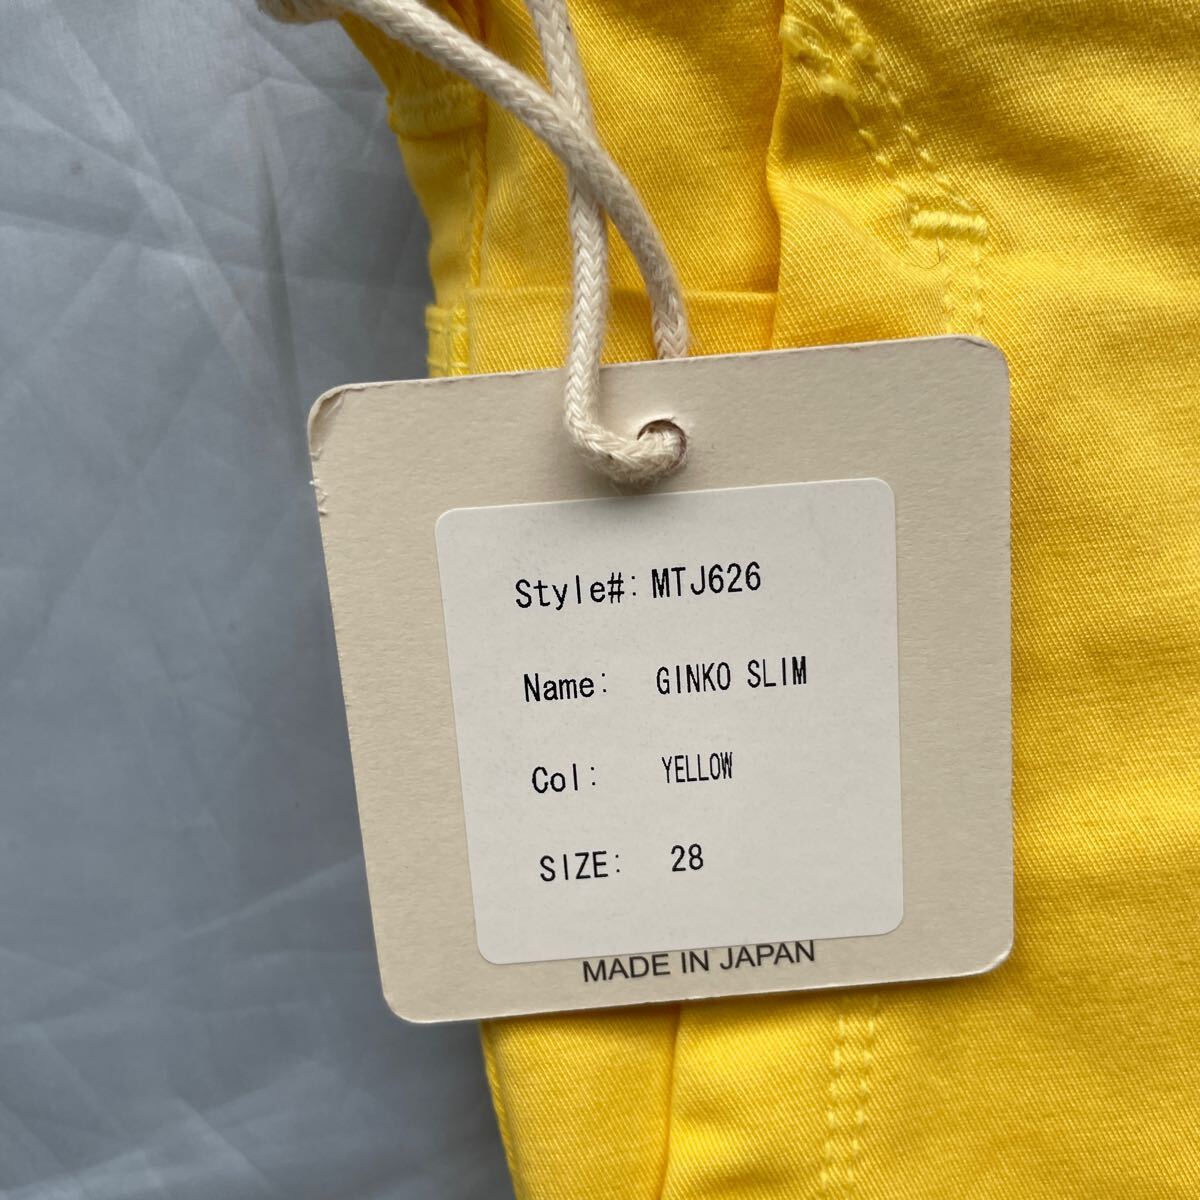 Style#: MTJ626
Name: GINKO SLIM
Col: YELLOW
SIZE: 28
MADE IN JAPAN